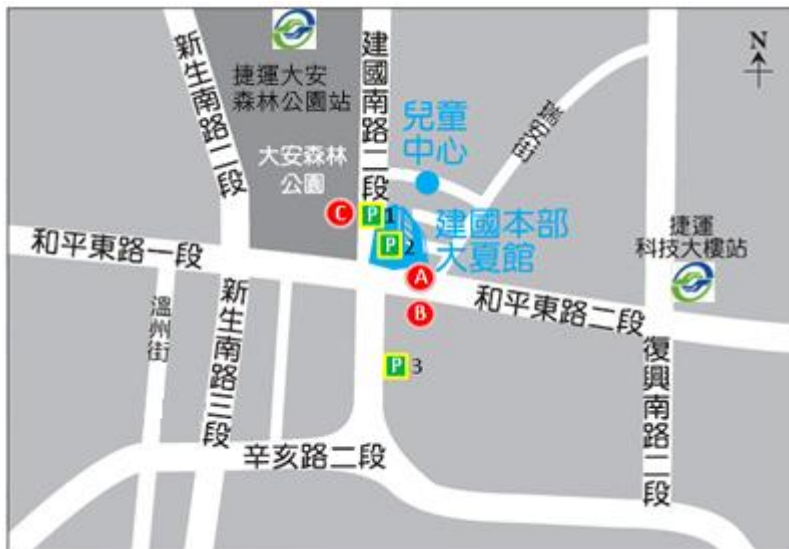 新生南路二段
捷運大安
森林公園站
建國南路二段
N
兒童
中心
瑞安街
大安森林
公園
C
P1
P2
建國本部
大夏館
捷運
科技大樓站
和平東路一段
A
B
和平東路二段
溫州街
新生南路三段
P3
復興南路二段
辛亥路二段